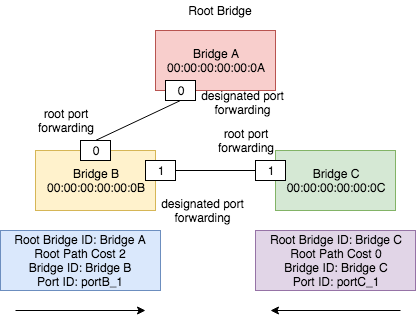 Root Bridge
Bridge A
00:00:00:00:00:0A
0
designated port
forwarding
root port
forwarding
root port
forwarding
0
Bridge B
00:00:00:00:00:0B
1
1
Bridge C
00:00:00:00:00:0C
designated port
forwarding
Root Bridge ID: Bridge A
Root Path Cost 2
Bridge ID: Bridge B
Port ID: portB_1
Root Bridge ID: Bridge C
Root Path Cost 0
Bridge ID: Bridge C
Port ID: portC_1